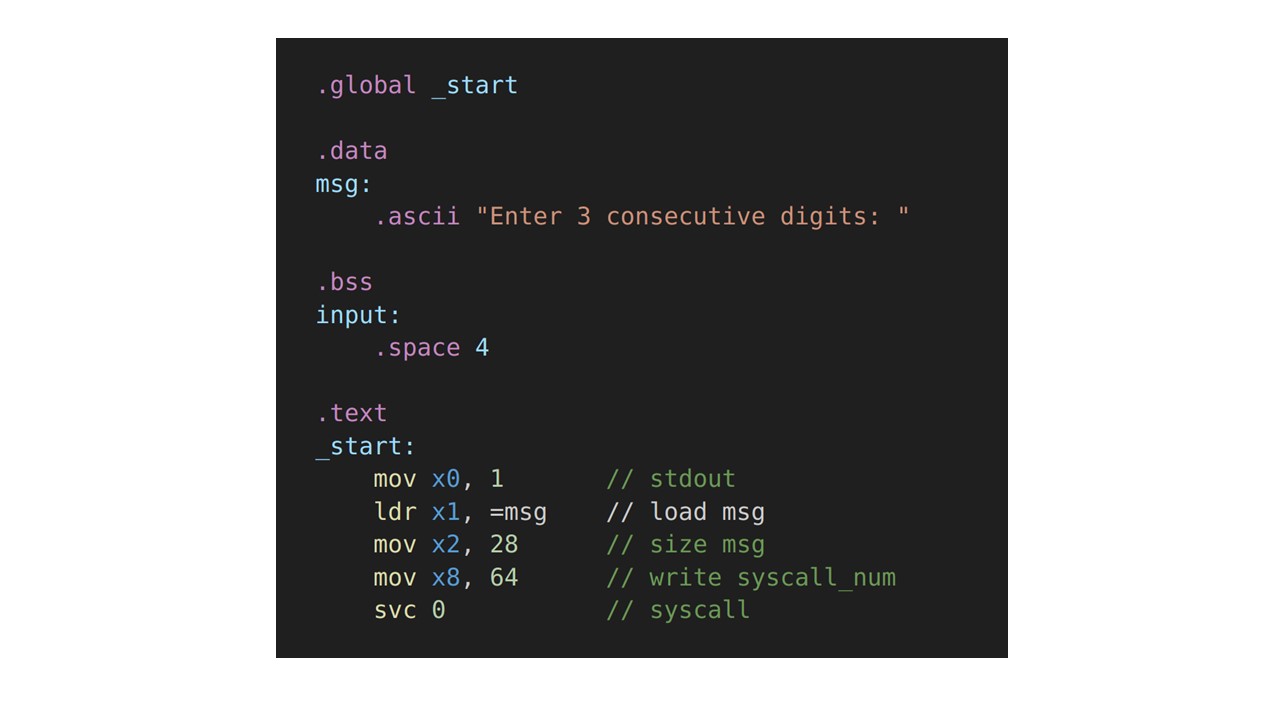 .global _start
.data
msg:
.ascii "Enter 3 consecutive digits: "
.bss
input:
.space 4
.text
_start:
mov x0, 1 // stdout
ldr x1, =msg // load msg
mov x2, 28 // size msg
mov x8, 64 // write syscall_num
svc 0 // syscall